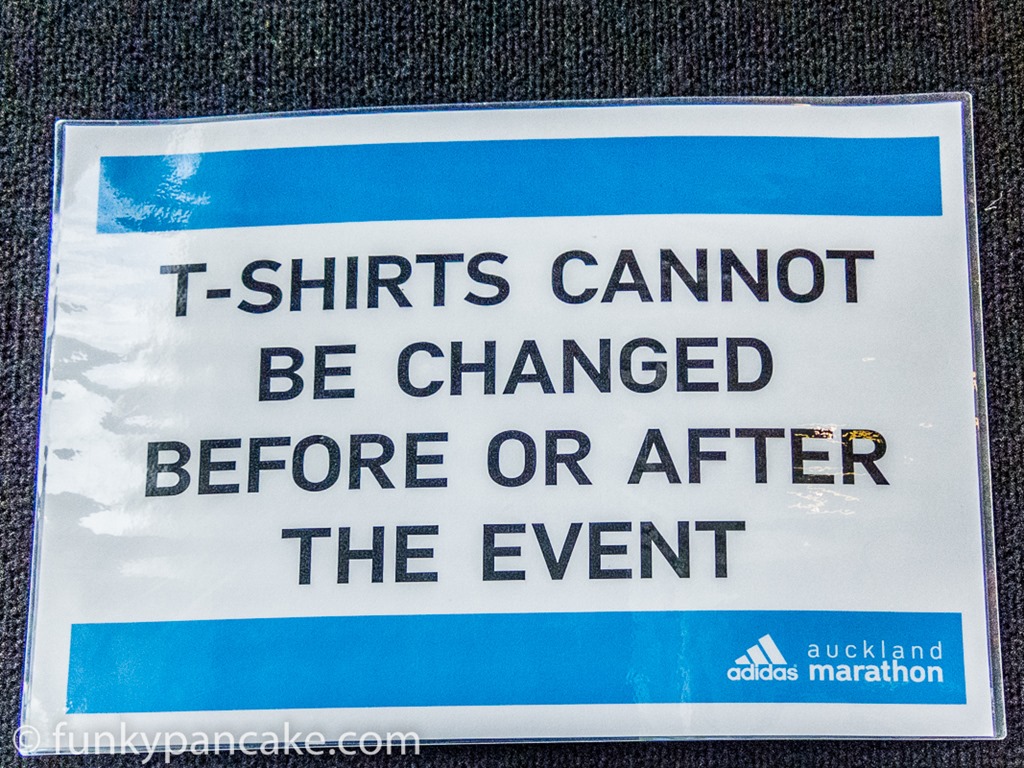 T-SHIRTS CANNOT
BE CHANGED
BEFORE OR AFTER
THE EVENT
adidas
auckland
marathon
© funkypancake.com